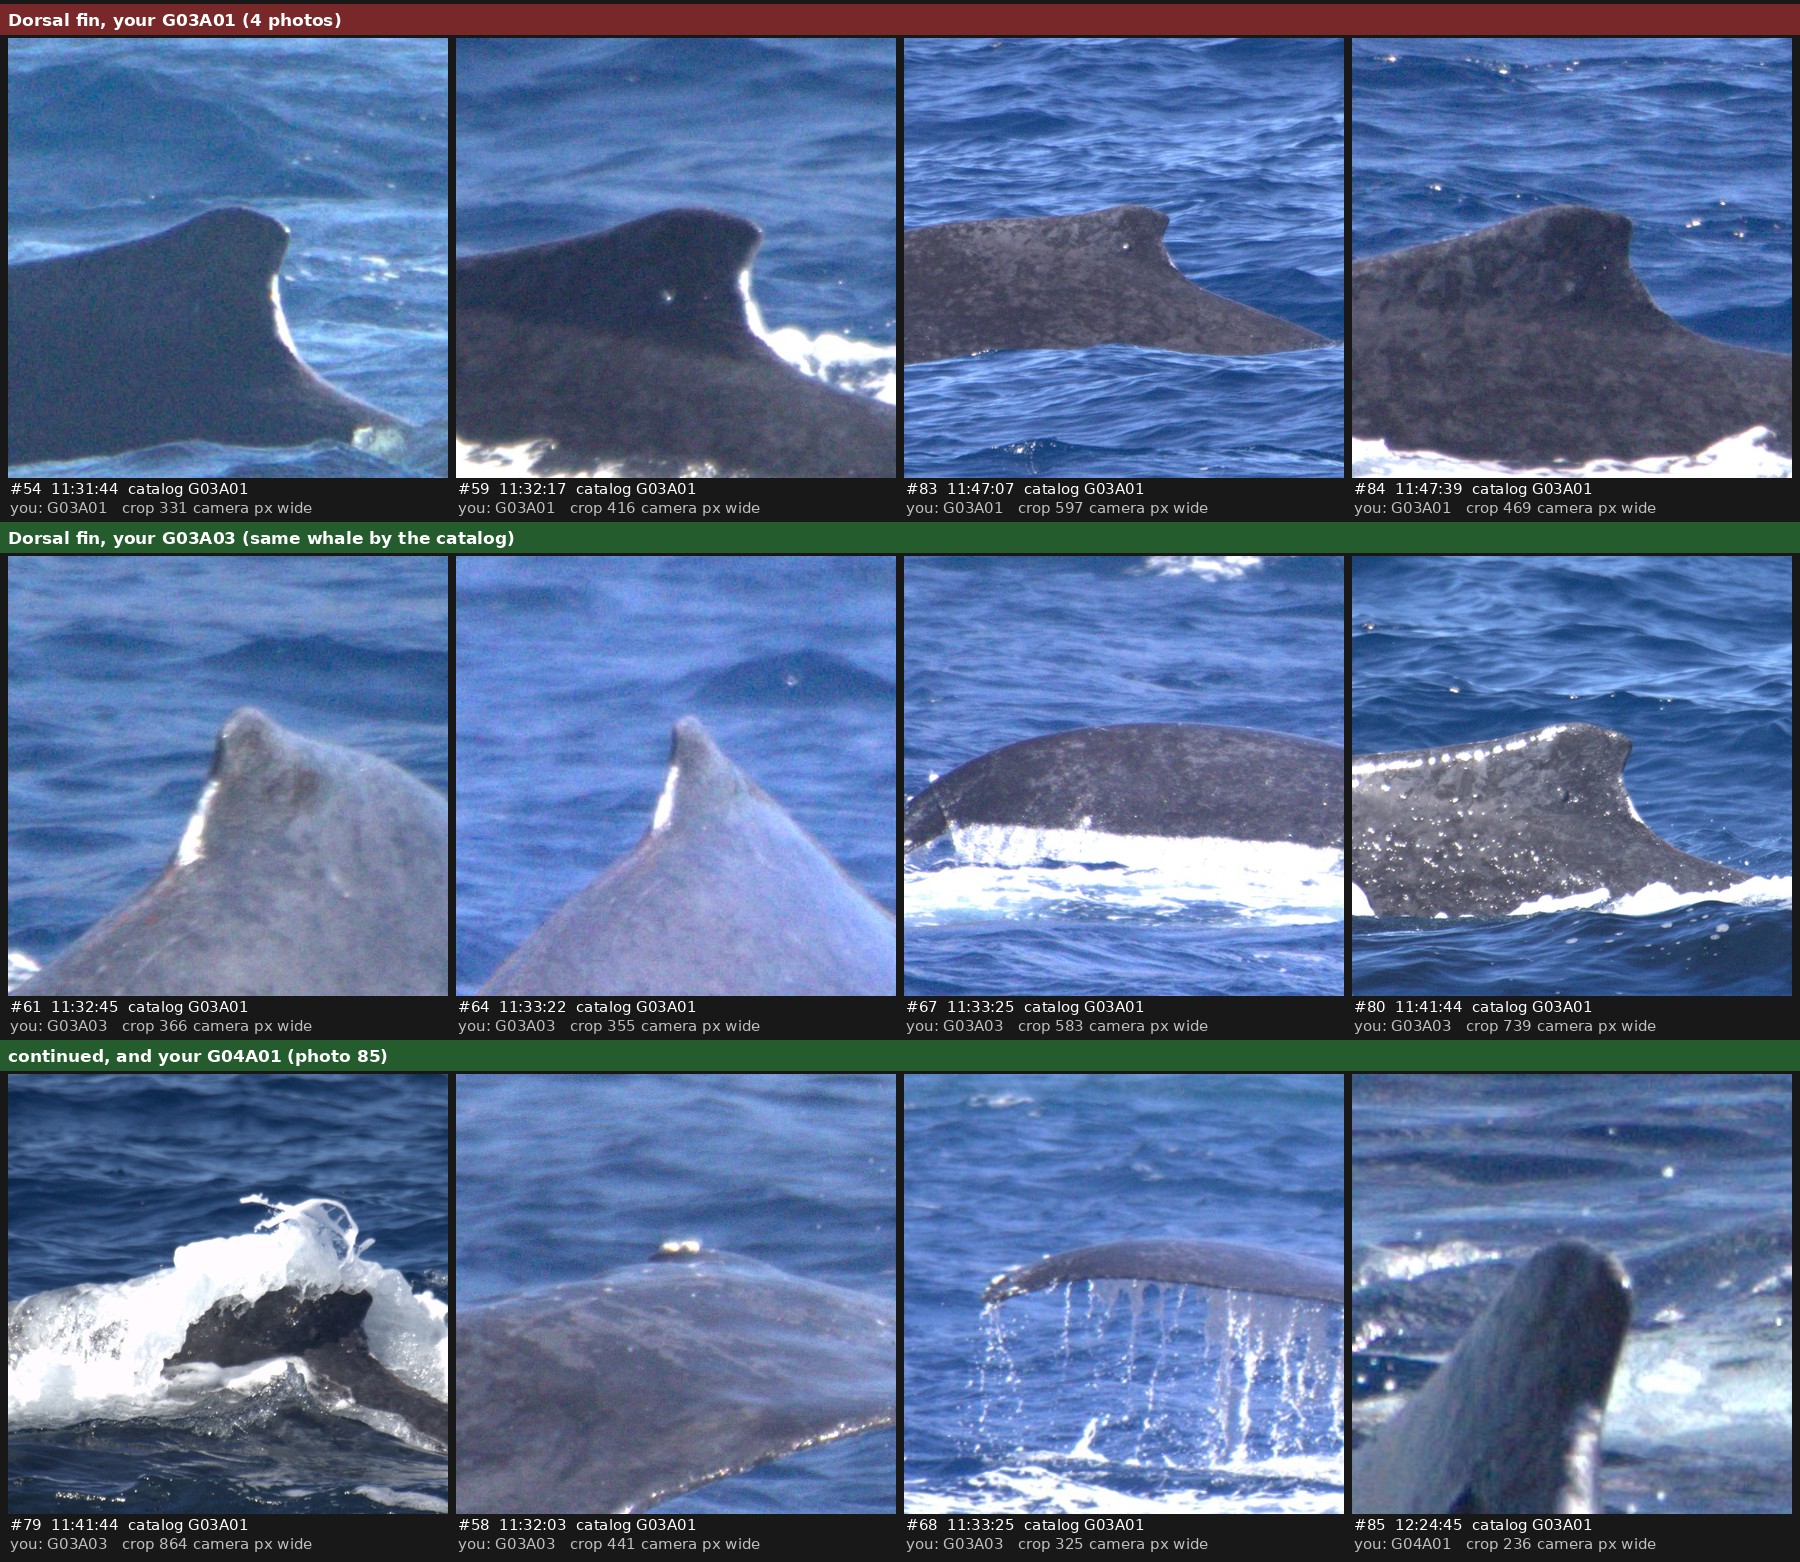 Dorsal fin, your G03A01 (4 photos)
#54 11:31:44 catalog G03A01
you: G03A01 crop 331 camera px wide
#59 11:32:17 catalog G03A01
you: G03A01 crop 416 camera px wide
#83 11:47:07 catalog G03A01
you: G03A01 crop 597 camera px wide
#84 11:47:39 catalog G03A01
you: G03A01 crop 469 camera px wide
Dorsal fin, your G03A03 (same whale by the catalog)
#61 11:32:45 catalog G03A01
you: G03A03 crop 366 camera px wide
#64 11:33:22 catalog G03A01
you: G03A03 crop 355 camera px wide
#67 11:33:25 catalog G03A01
you: G03A03 crop 583 camera px wide
#80 11:41:44 catalog G03A01
you: G03A03 crop 739 camera px wide
continued, and your G04A01 (photo 85)
#79 11:41:44 catalog G03A01
you: G03A03 crop 864 camera px wide
#58 11:32:03 catalog G03A01
you: G03A03 crop 441 camera px wide
#68 11:33:25 catalog G03A01
you: G03A03 crop 325 camera px wide
#85 12:24:45 catalog G03A01
you: G04A01 crop 236 camera px wide